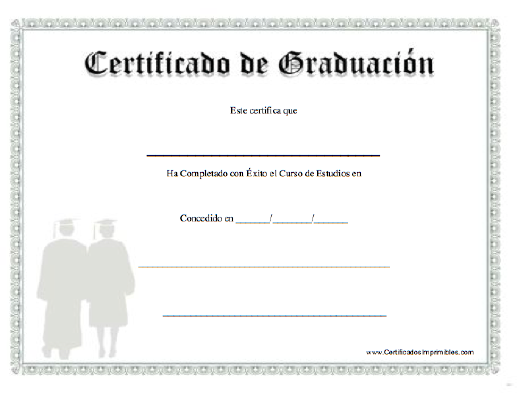 Certificado de Graduación
Este certifica que
Ha Completado con Éxito el Curso de Estudios en
Concedido en ______/_______/______
www.CertificadosImprimibles.com